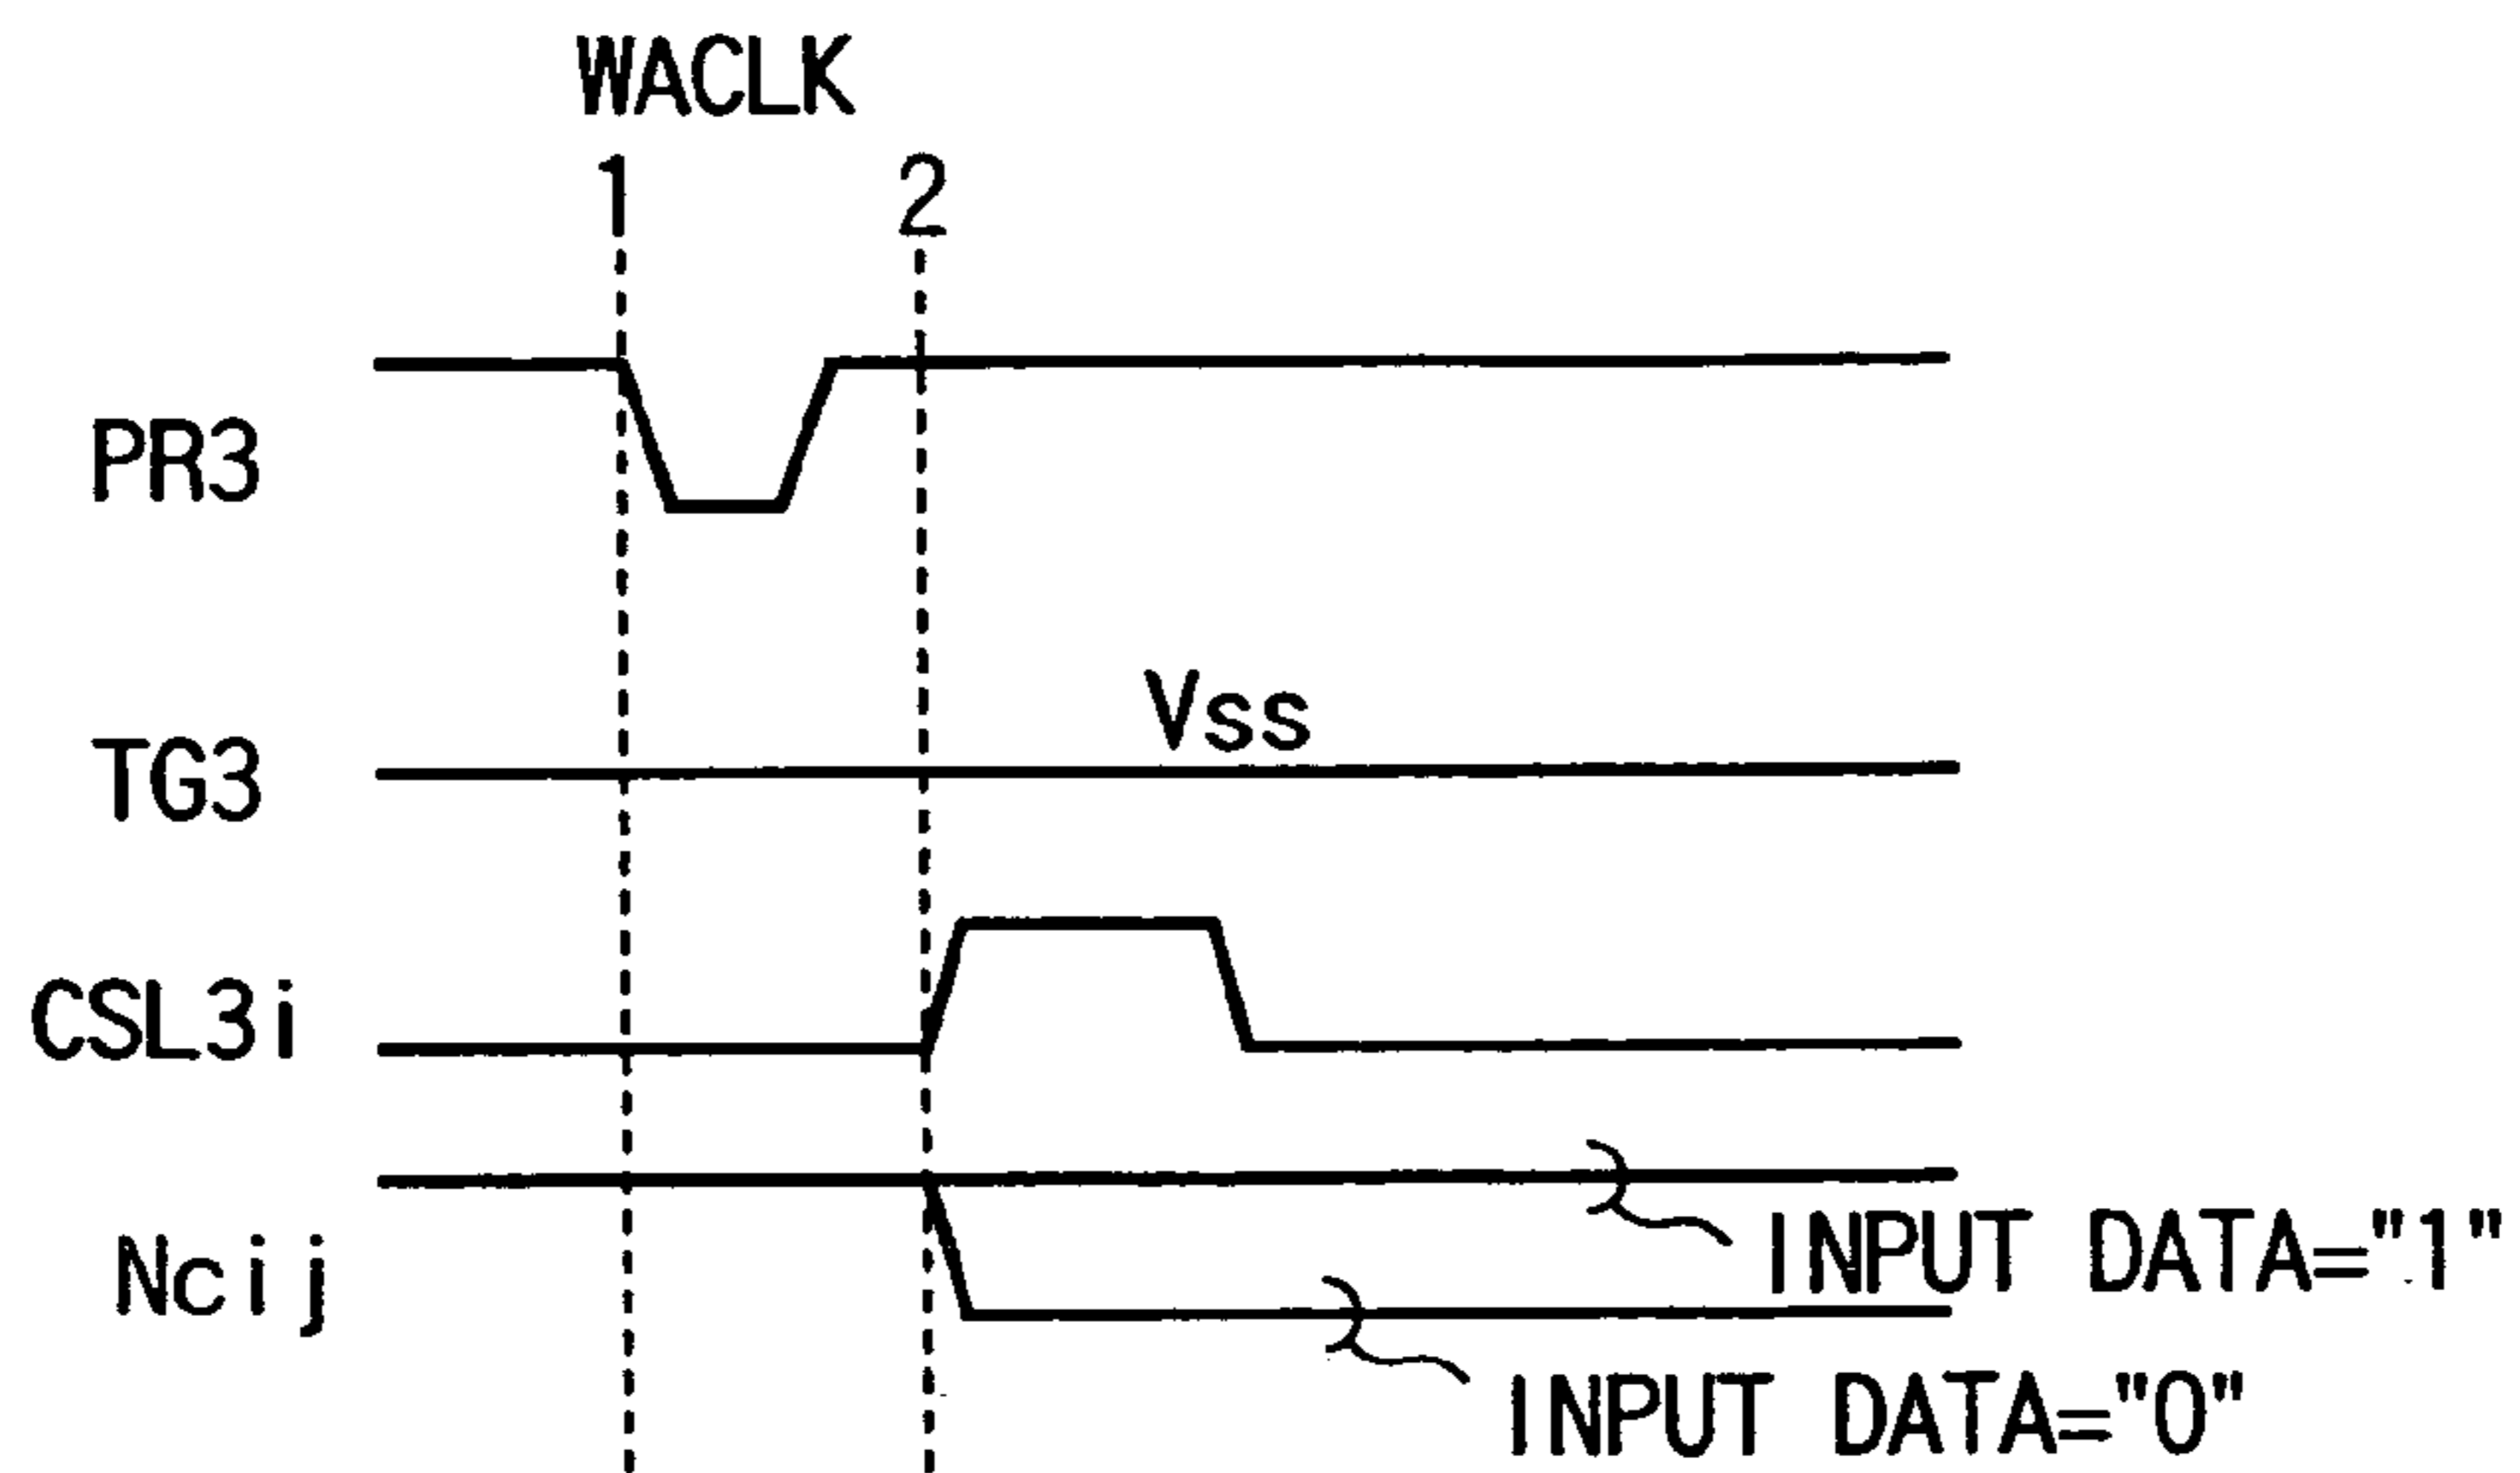 WACLK
1 2
PR3
Vss
TG3
CSL3i
Ncij
INPUT DATA="1"
INPUT DATA="0"